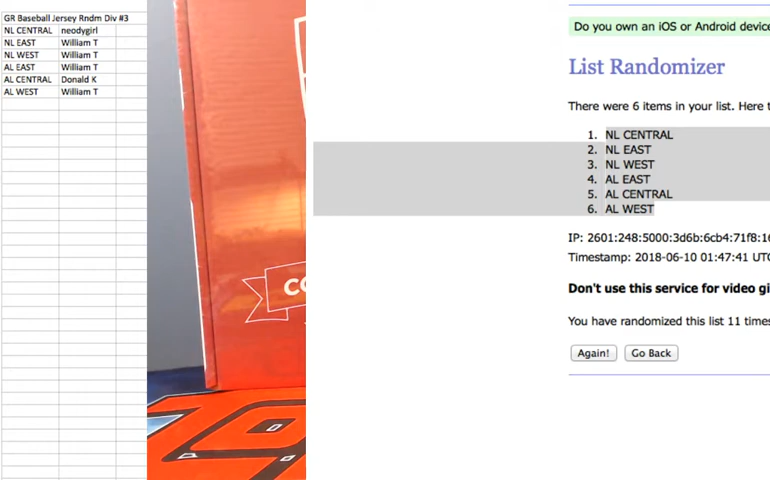 GR Baseball Jersey Rndm Div #3
NL CENTRAL neodygirl
NL EAST William T
NL WEST William T
AL EAST William T
AL CENTRAL Donald K
AL WEST William T
Do you own an iOS or Android device
List Randomizer
There were 6 items in your list. Here
1. NL CENTRAL
2. NL EAST
3. NL WEST
4. AL EAST
5. AL CENTRAL
6. AL WEST
IP: 2601:248:5000:3d6b:6cb4:71f8:16
Timestamp: 2018-06-10 01:47:41 UTC
Don't use this service for video gi
You have randomized this list 11 times
Again! Go Back